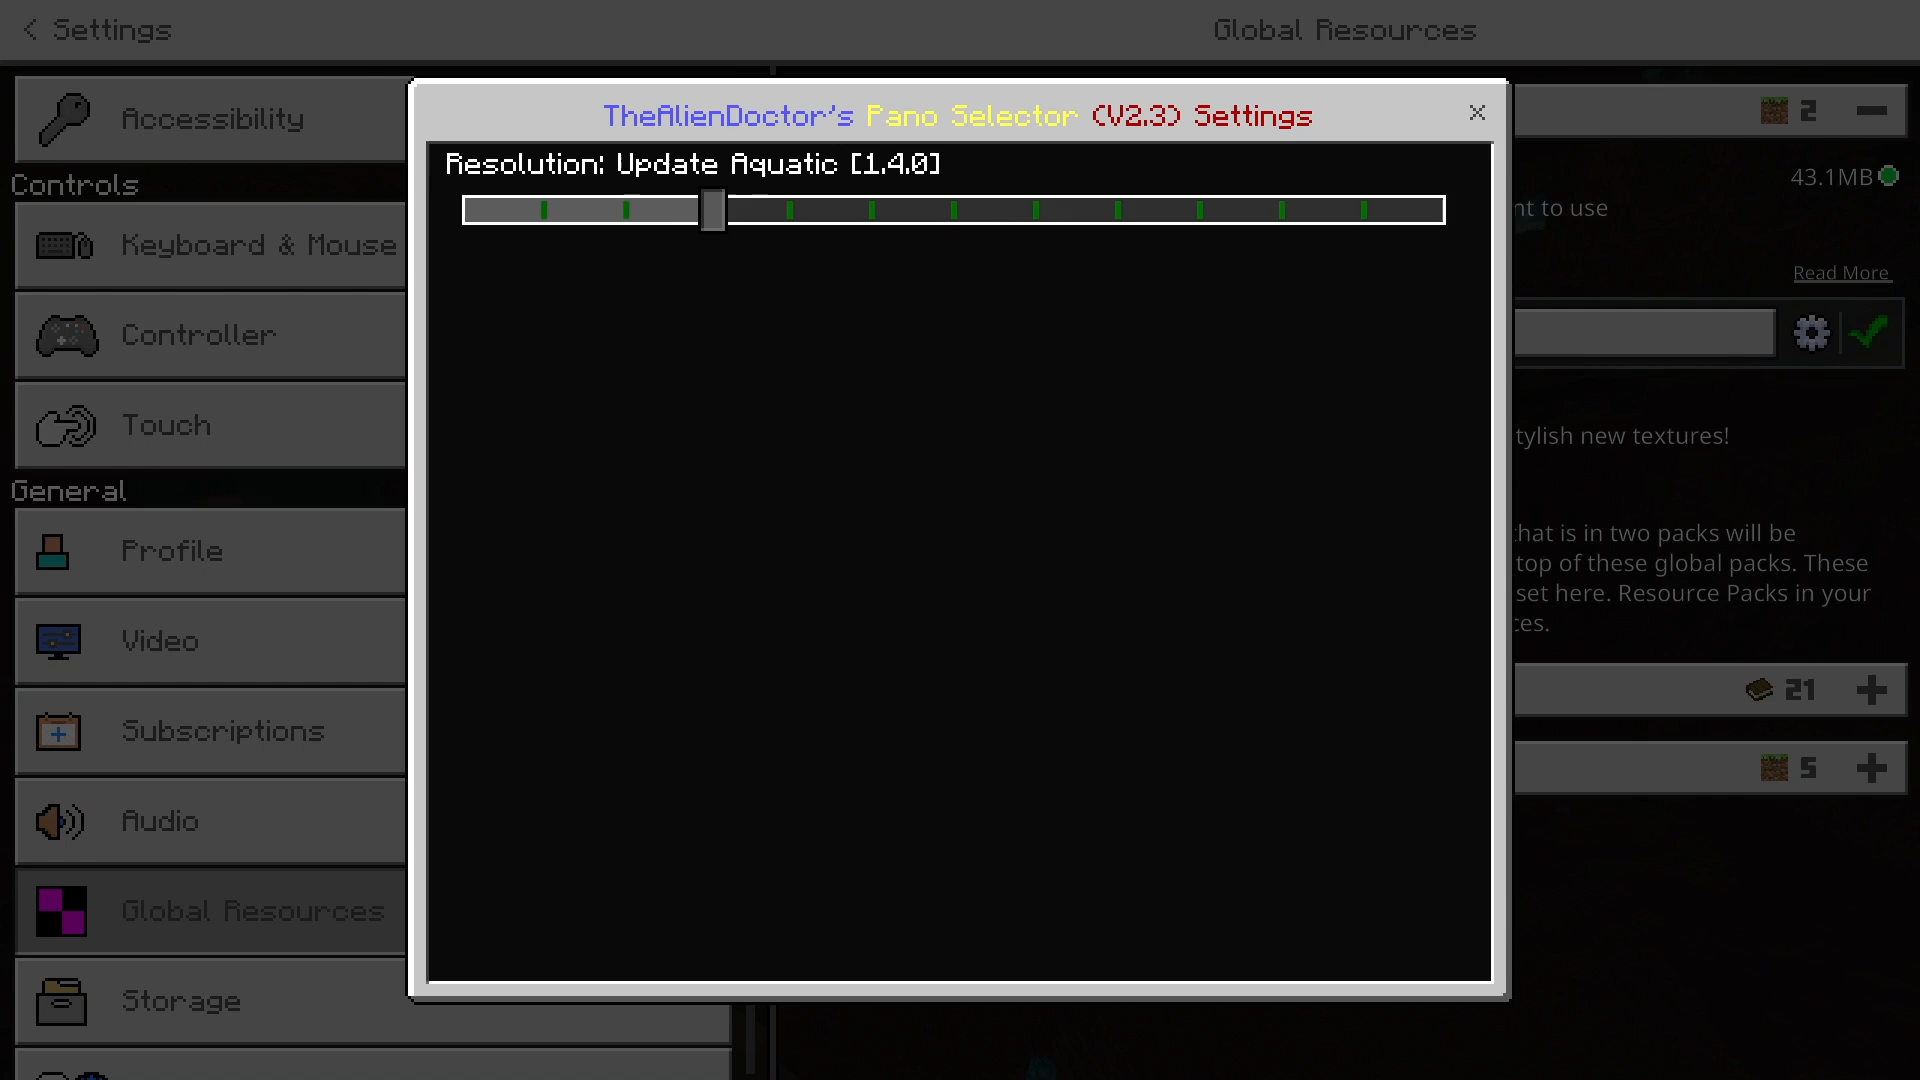 Settings
Global Resources
Accessibility
Controls
Keyboard & Mouse
Controller
Touch
General
Profile
Video
Subscriptions
Audio
Global Resources
Storage
TheAlienDoctor's Pano Selector (V2.3) Settings
Resolution: Update Aquatic [1.4.0]
2
43.1MB
nt to use
Read More
tylish new textures!
that is in two packs will be
top of these global packs. These
set here. Resource Packs in your
ces.
21
5